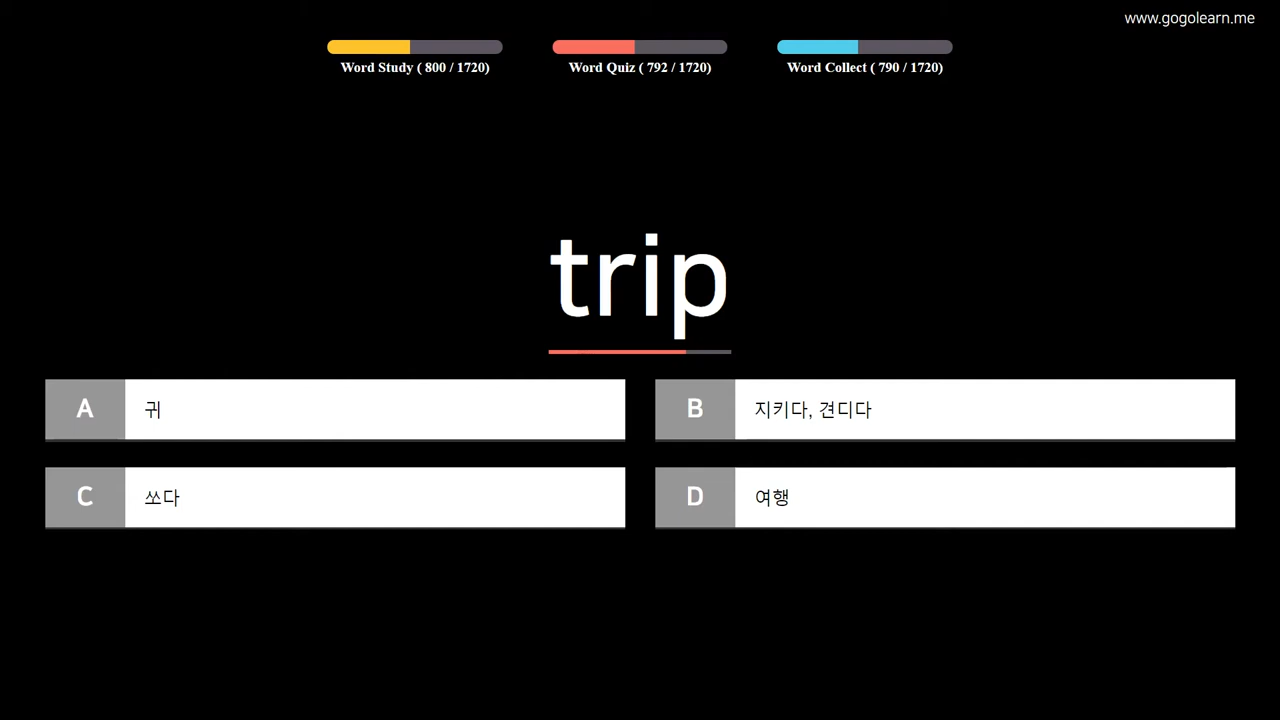 www.gogolearn.me
Word Study ( 800 / 1720)
Word Quiz ( 792 / 1720)
Word Collect ( 790 / 1720)
trip
A 귀
B 지키다, 견디다
C 쏘다
D 여행